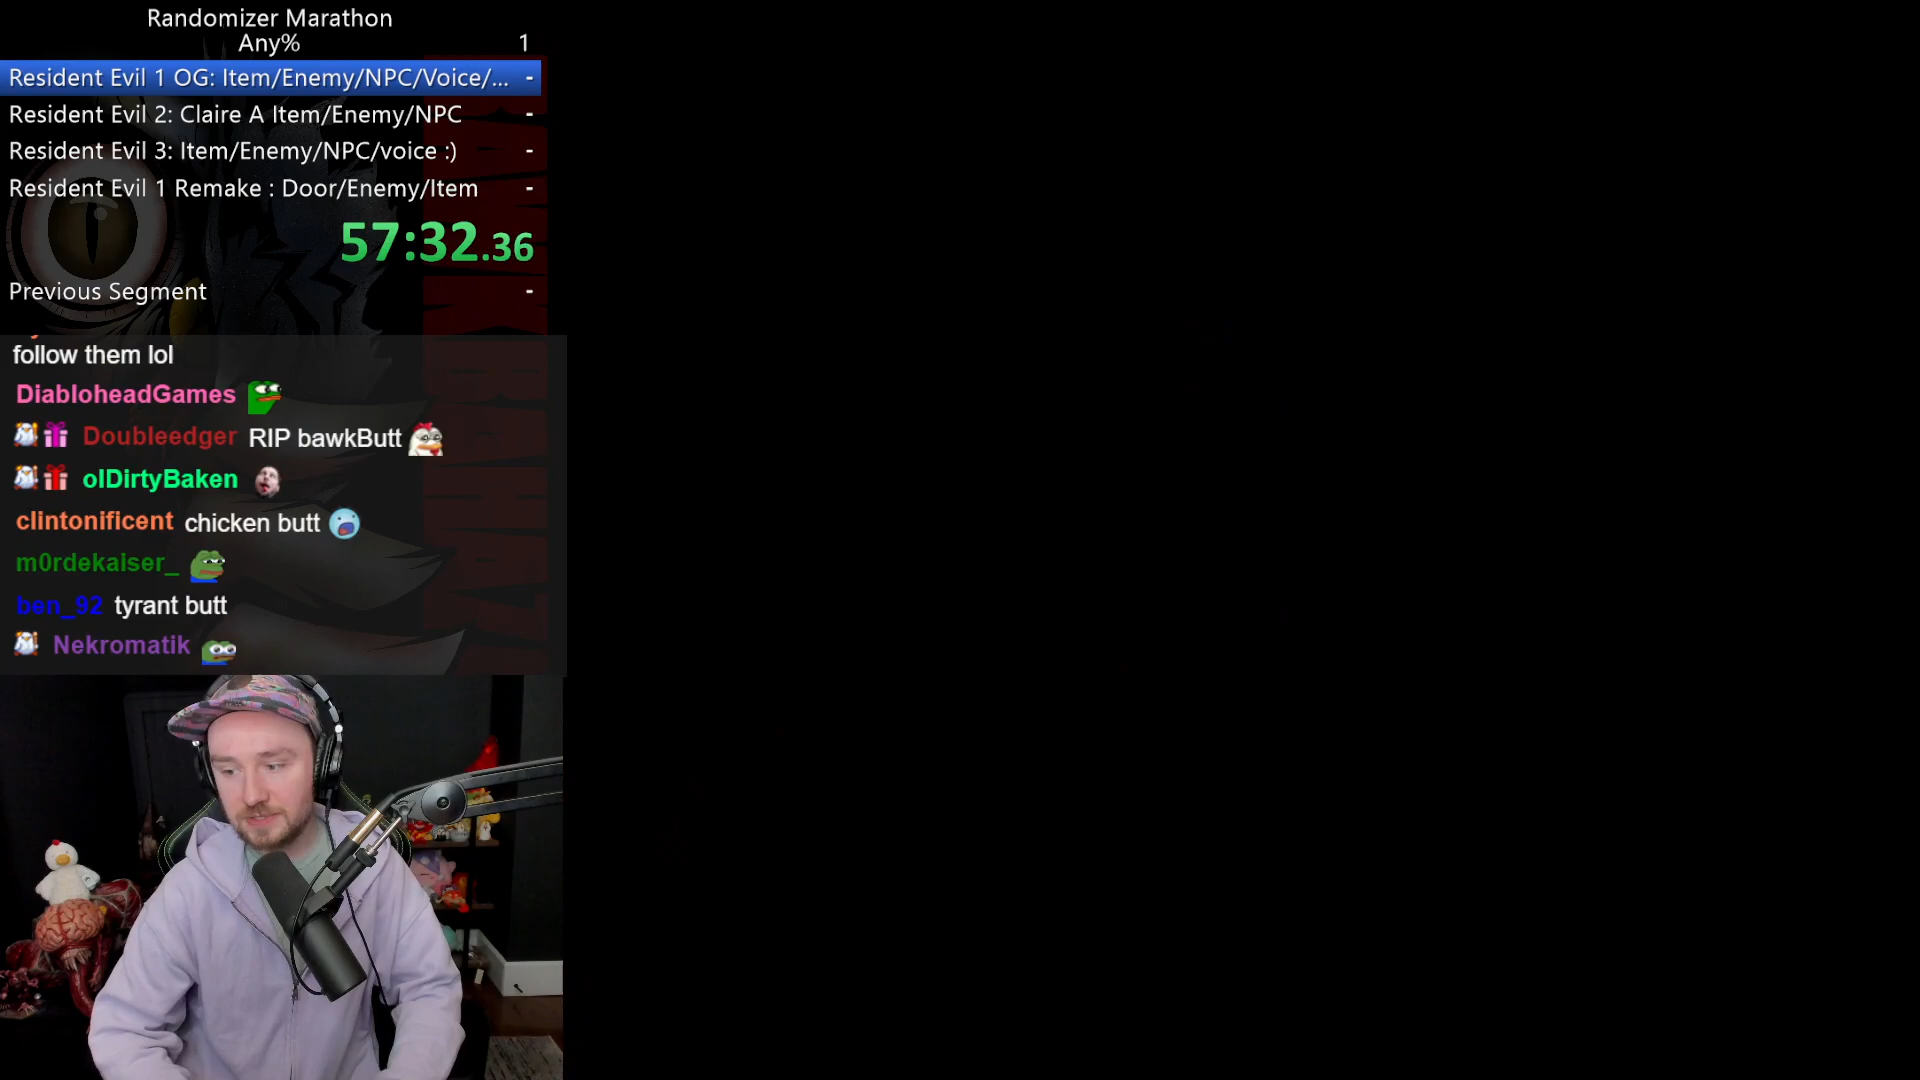 Randomizer Marathon
Any% 1
Resident Evil 1 OG: Item/Enemy/NPC/Voice/... -
Resident Evil 2: Claire A Item/Enemy/NPC -
Resident Evil 3: Item/Enemy/NPC/voice :) -
Resident Evil 1 Remake : Door/Enemy/Item -
57:32.36
Previous Segment -
follow them lol
DiabloheadGames
Doubleedger RIP bawkButt
olDirtyBaken
clintonificent chicken butt
m0rdekaiser_
ben_92 tyrant butt
Nekromatik